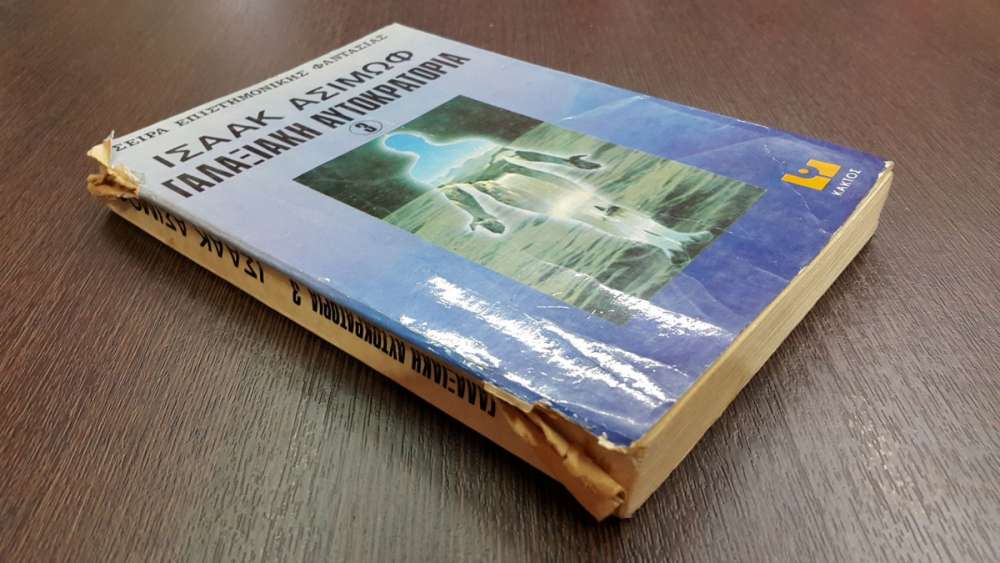 ΣΕΙΡΑ ΕΠΙΣΤΗΜΟΝΙΚΗΣ ΦΑΝΤΑΣΙΑΣ
ΙΣΑΑΚ ΑΣΙΜΩΦ
ΓΑΛΑΞΙΑΚΗ ΑΥΤΟΚΡΑΤΟΡΙΑ
3
ΚΑΚΤΟΣ
ΙΣΑΑΚ ΑΣΙΜΩΦ
ΓΑΛΑΞΙΑΚΗ ΑΥΤΟΚΡΑΤΟΡΙΑ 3